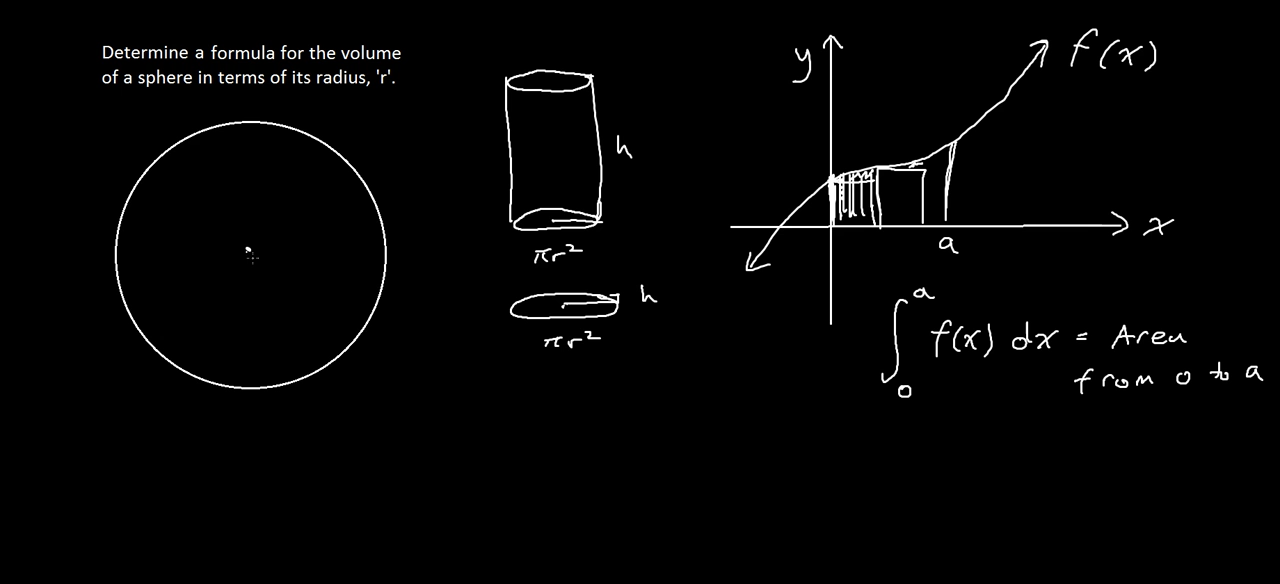 Determine a formula for the volume
of a sphere in terms of its radius, 'r'.
h
πr²
h
πr²
y
f(x)
x
a
∫₀ᵃ f(x) dx = Area
from 0 to a